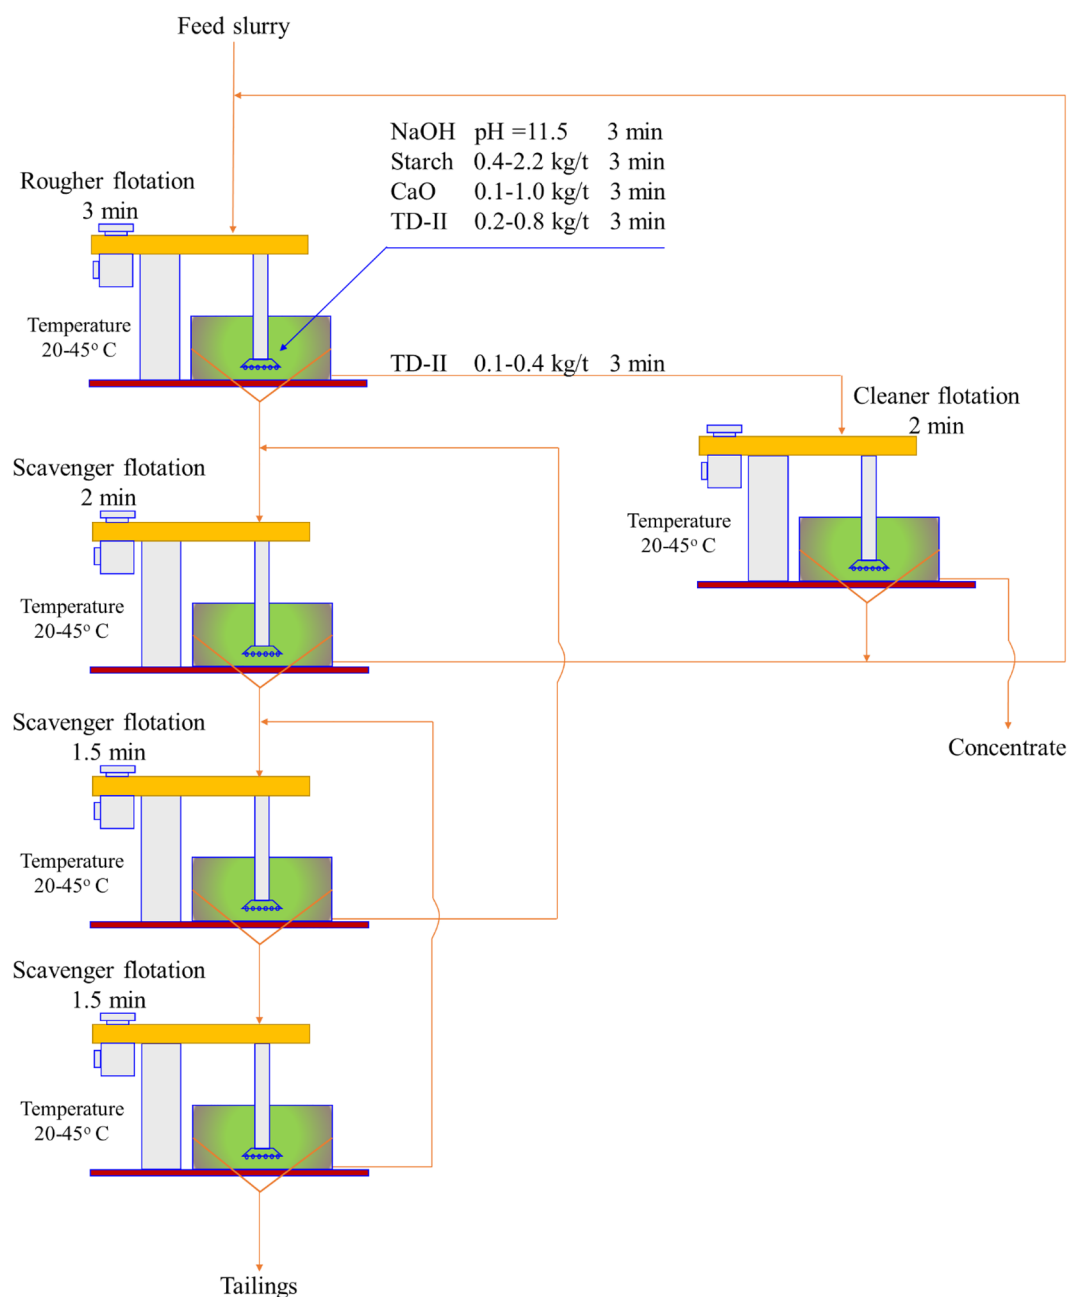 Feed slurry
NaOH pH =11.5 3 min
Starch 0.4-2.2 kg/t 3 min
CaO 0.1-1.0 kg/t 3 min
TD-II 0.2-0.8 kg/t 3 min
Rougher flotation
3 min
Temperature
20-45° C
TD-II 0.1-0.4 kg/t 3 min
Cleaner flotation
2 min
Temperature
20-45° C
Scavenger flotation
2 min
Temperature
20-45° C
Concentrate
Scavenger flotation
1.5 min
Temperature
20-45° C
Scavenger flotation
1.5 min
Temperature
20-45° C
Tailings